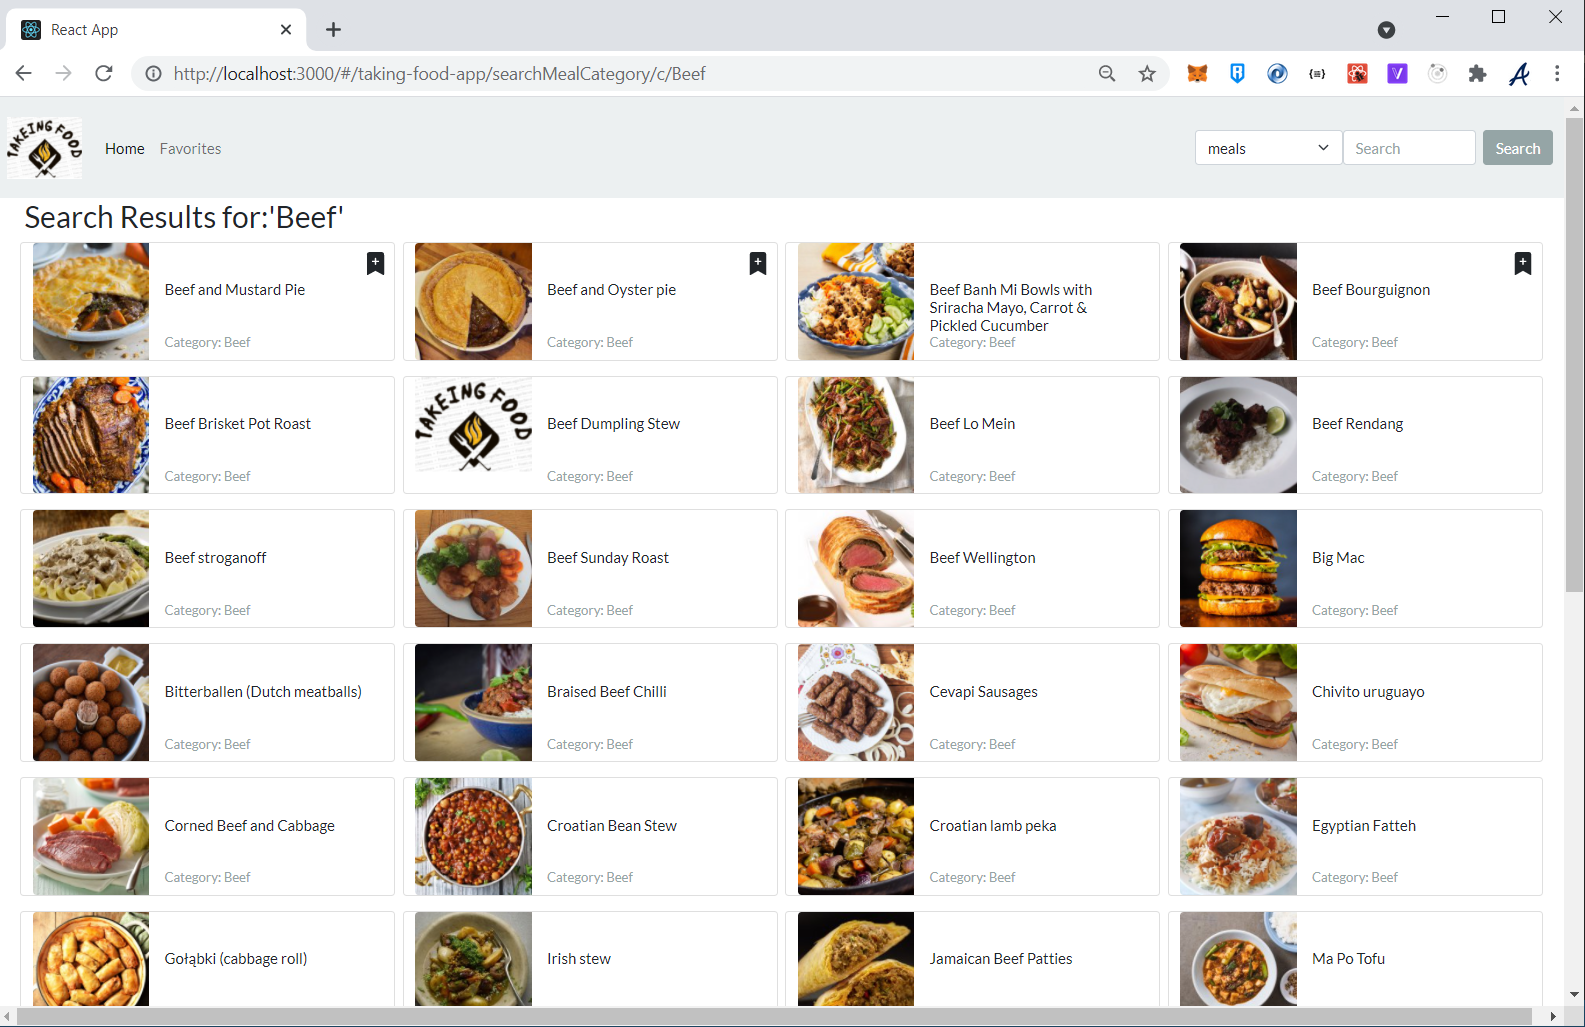 React App
http://localhost:3000/#/taking-food-app/searchMealCategory/c/Beef
TAKEING FOOD
Home
Favorites
meals
Search
Search
Search Results for:'Beef'
Beef and Mustard Pie
Category: Beef
Beef and Oyster pie
Category: Beef
Beef Banh Mi Bowls with
Sriracha Mayo, Carrot &
Pickled Cucumber
Category: Beef
Beef Bourguignon
Category: Beef
Beef Brisket Pot Roast
Category: Beef
TAKEING FOOD
Beef Dumpling Stew
Category: Beef
Beef Lo Mein
Category: Beef
Beef Rendang
Category: Beef
Beef stroganoff
Category: Beef
Beef Sunday Roast
Category: Beef
Beef Wellington
Category: Beef
Big Mac
Category: Beef
Bitterballen (Dutch meatballs)
Category: Beef
Braised Beef Chilli
Category: Beef
Cevapi Sausages
Category: Beef
Chivito uruguayo
Category: Beef
Corned Beef and Cabbage
Category: Beef
Croatian Bean Stew
Category: Beef
Croatian lamb peka
Category: Beef
Egyptian Fatteh
Category: Beef
Gołąbki (cabbage roll)
Irish stew
Jamaican Beef Patties
Ma Po Tofu